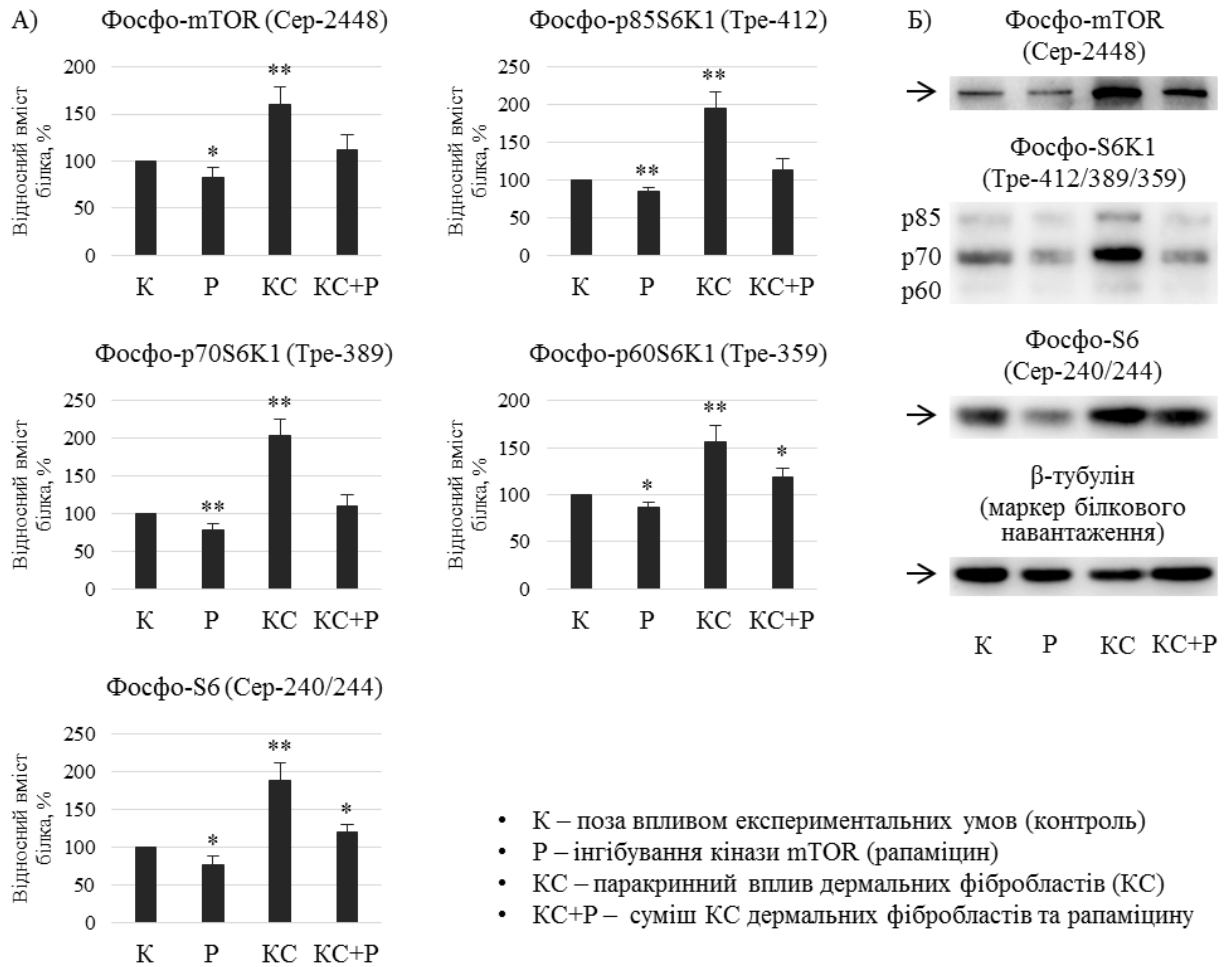 А)
Фосфо-mTOR (Сер-2448)
Відносний вміст
білка, %
200
150
100
50
0
*
**
К
Р
КС
КС+Р
Фосфо-p85S6K1 (Тре-412)
Відносний вміст
білка, %
250
200
150
100
50
0
**
**
К
Р
КС
КС+Р
Фосфо-p70S6K1 (Тре-389)
Відносний вміст
білка, %
250
200
150
100
50
0
**
**
К
Р
КС
КС+Р
Фосфо-p60S6K1 (Тре-359)
Відносний вміст
білка, %
200
150
100
50
0
*
**
*
К
Р
КС
КС+Р
Фосфо-S6 (Сер-240/244)
Відносний вміст
білка, %
250
200
150
100
50
0
*
**
*
К
Р
КС
КС+Р
Б)
Фосфо-mTOR
(Сер-2448)
Фосфо-S6K1
(Тре-412/389/359)
p85
p70
p60
Фосфо-S6
(Сер-240/244)
β-тубулін
(маркер білкового
навантаження)
К
Р
КС
КС+Р
• К – поза впливом експериментальних умов (контроль)
• Р – інгібування кінази mTOR (рапаміцин)
• КС – паракринний вплив дермальних фібробластів (КС)
• КС+Р – суміш КС дермальних фібробластів та рапаміцину